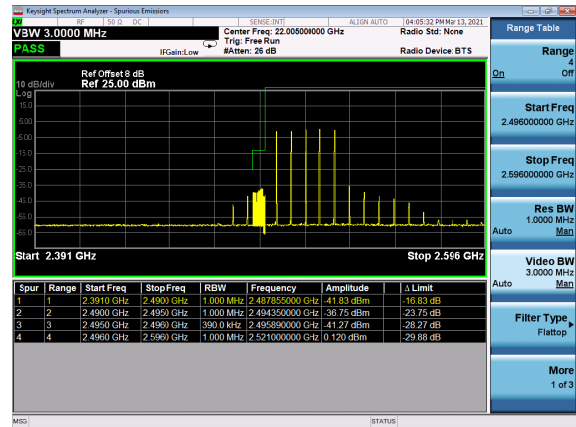 Keysight Spectrum Analyzer - Spurious Emissions
LXI RF 50 Ω DC SENSE:INT ALIGN AUTO 04:05:32 PM Mar 13, 2021
VBW 3.0000 MHz Center Freq: 22.005000000 GHz Radio Std: None
PASS IFGain:Low Trig: Free Run
#Atten: 26 dB Radio Device: BTS
Ref Offset 8 dB
10 dB/div Ref 25.00 dBm
Log
15.0
5.00
-5.00
-15.0
-25.0
-35.0
-45.0
-55.0
-65.0
Start 2.391 GHz Stop 2.596 GHz
Spur Range Start Freq Stop Freq RBW Frequency Amplitude Δ Limit
1 1 2.3910 GHz 2.4900 GHz 1.000 MHz 2.487855000 GHz -41.83 dBm -16.83 dB
2 2 2.4900 GHz 2.4950 GHz 1.000 MHz 2.494350000 GHz -36.75 dBm -23.75 dB
3 3 2.4950 GHz 2.4960 GHz 390.0 kHz 2.495890000 GHz -41.27 dBm -28.27 dB
4 4 2.4960 GHz 2.5960 GHz 1.000 MHz 2.521000000 GHz 0.120 dBm -29.88 dB
MSG STATUS
Range Table
Range
4
On Off
Start Freq
2.496000000 GHz
Stop Freq
2.596000000 GHz
Res BW
1.0000 MHz
Auto Man
Video BW
3.0000 MHz
Auto Man
Filter Type
Flattop
More
1 of 3